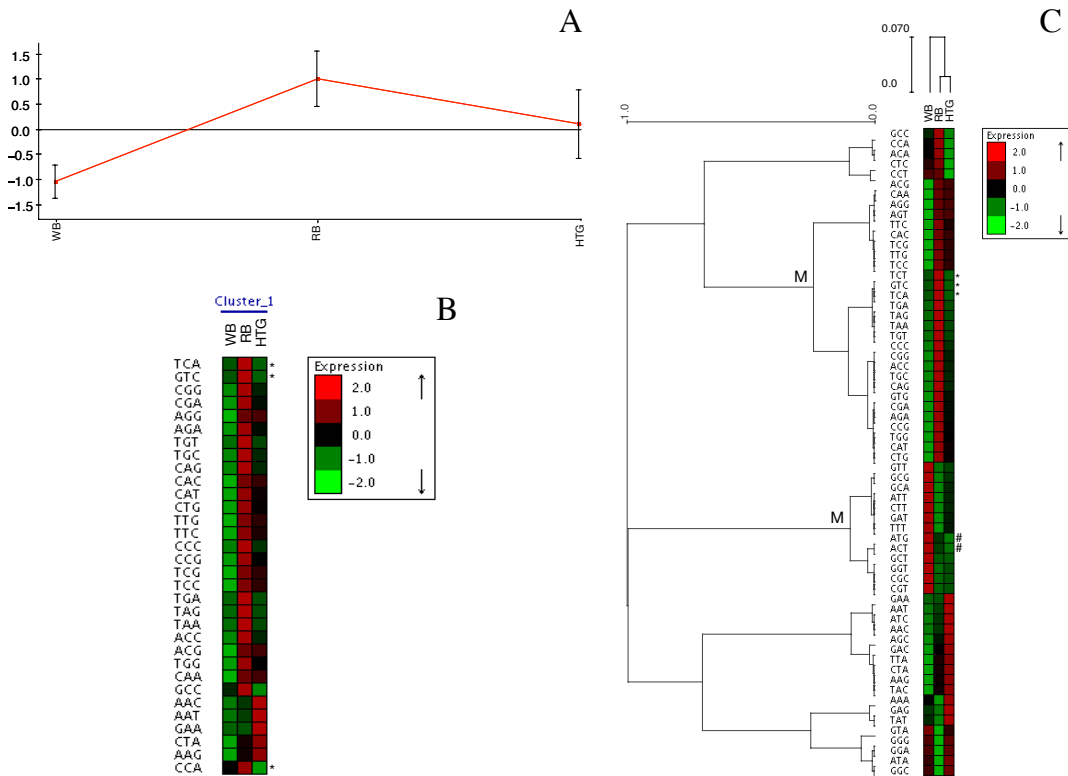 A
1.5
1.0
0.5
0.0
-0.5
-1.0
-1.5
WB
RB
HTG
B
Cluster_1
WB
RB
HTG
TCA *
GTC *
CGG
CGA
AGG
AGA
TGT
TGC
CAG
CAC
CAT
CTG
TTG
TTC
CCC
CCG
TCG
TCC
TGA
TAG
TAA
ACC
ACG
TGG
CAA
GCC
AAC
AAT
GAA
CTA
AAG
CCA *
Expression
2.0
1.0
0.0
-1.0
-2.0
C
0.070
0.0
1.0
0.0
WB
RB
HTG
M
M
GCC
CCA
ACA
CTC
CCT
ACG
CAA
AGG
AGT
TTC
CAC
TCG
TTG
TCC
TCT *
GTC *
TCA *
TGA
TAG
TAA
TGT
CCC
CGG
ACC
TGC
CAG
GTG
CGA
AGA
CCG
TGG
CAT
CTG
GTT
GCG
GCA
ATT
CTT
GAT
TTT
ATG #
ACT #
GCT
GGT
CGC
CGT
GAA
AAT
ATC
AAC
AGC
GAC
TTA
CTA
AAG
TAC
AAA
GAG
TAT
GTA
GGG
GGA
ATA
GGC
Expression
2.0
1.0
0.0
-1.0
-2.0